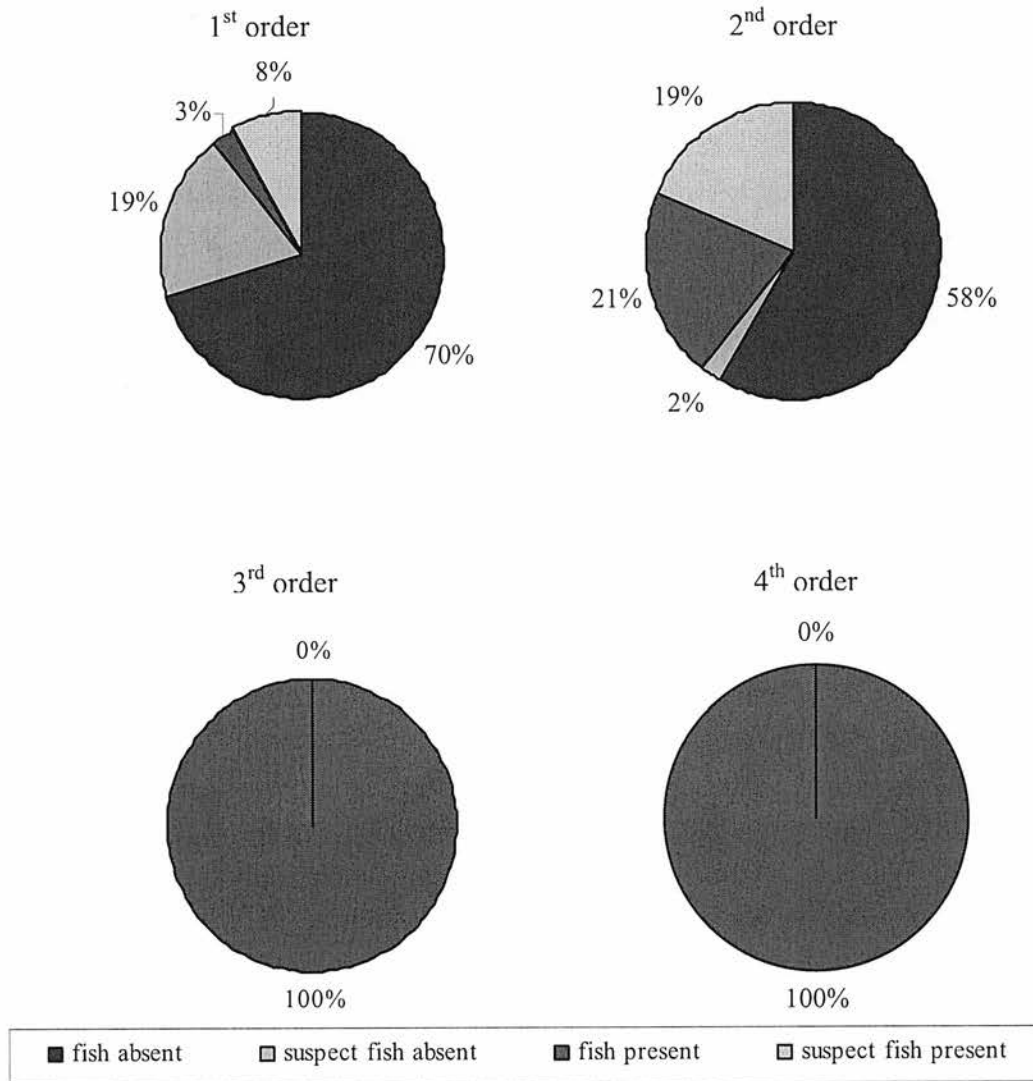 1st order
2nd order
8%
3%
19%
19%
70%
21%
58%
2%
3rd order
4th order
0%
0%
100%
100%
fish absent suspect fish absent fish present suspect fish present